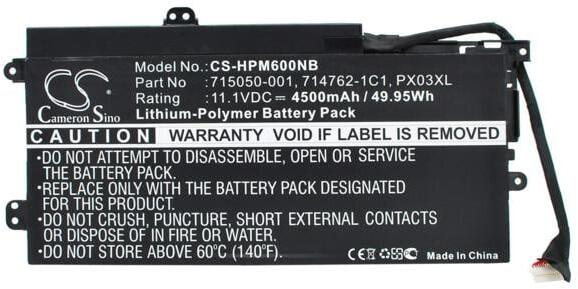 Model No.: CS-HPM600NB
Part No : 715050-001, 714762-1C1, PX03XL
Rating : 11.1VDC⎓ 4500mAh / 49.95Wh
Lithium-Polymer Battery Pack
CS
Cameron Sino
CAUTION WARRANTY VOID IF LABEL IS REMOVED
•DO NOT ATTEMPT TO DISASSEMBLE, OPEN OR SERVICE
THE BATTERY PACK.
•REPLACE ONLY WITH THE BATTERY PACK DESIGNATED
FOR THIS PRODUCT.
•DO NOT CRUSH, PUNCTURE, SHORT EXTERNAL CONTACTS
OR DISPOSE OF IN WATER OR FIRE.
•DO NOT STORE ABOVE 60°C (140°F).
CE FC
Made in China